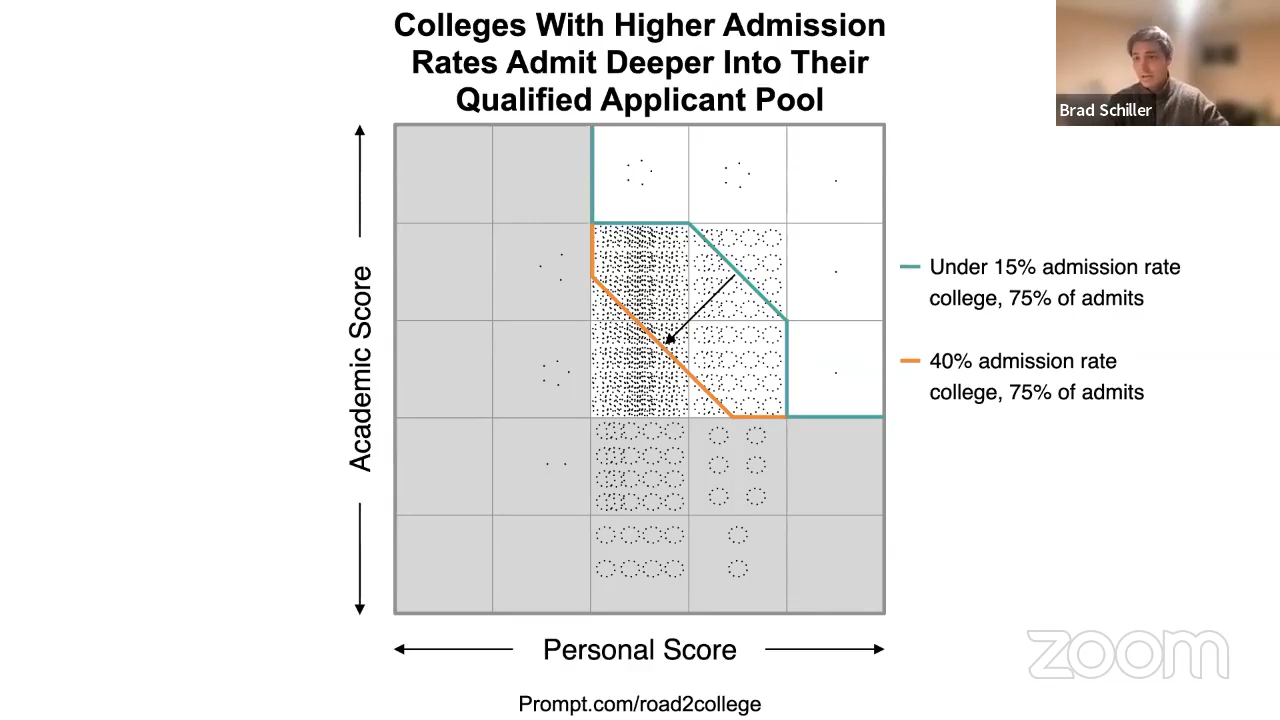 Colleges With Higher Admission
Rates Admit Deeper Into Their
Qualified Applicant Pool
Brad Schiller
Academic Score
Under 15% admission rate
college, 75% of admits
40% admission rate
college, 75% of admits
Personal Score
zoom
Prompt.com/road2college